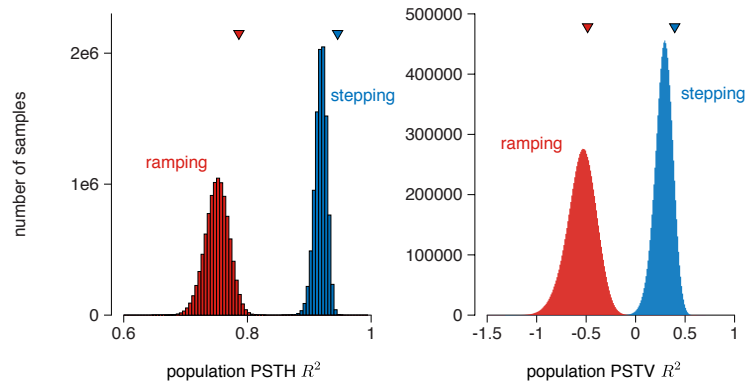 number of samples
2e6
1e6
0
ramping
stepping
0.6 0.8 1
population PSTH R²
500000
400000
300000
200000
100000
0
ramping
stepping
-1.5 -1 -0.5 0 0.5 1
population PSTV R²